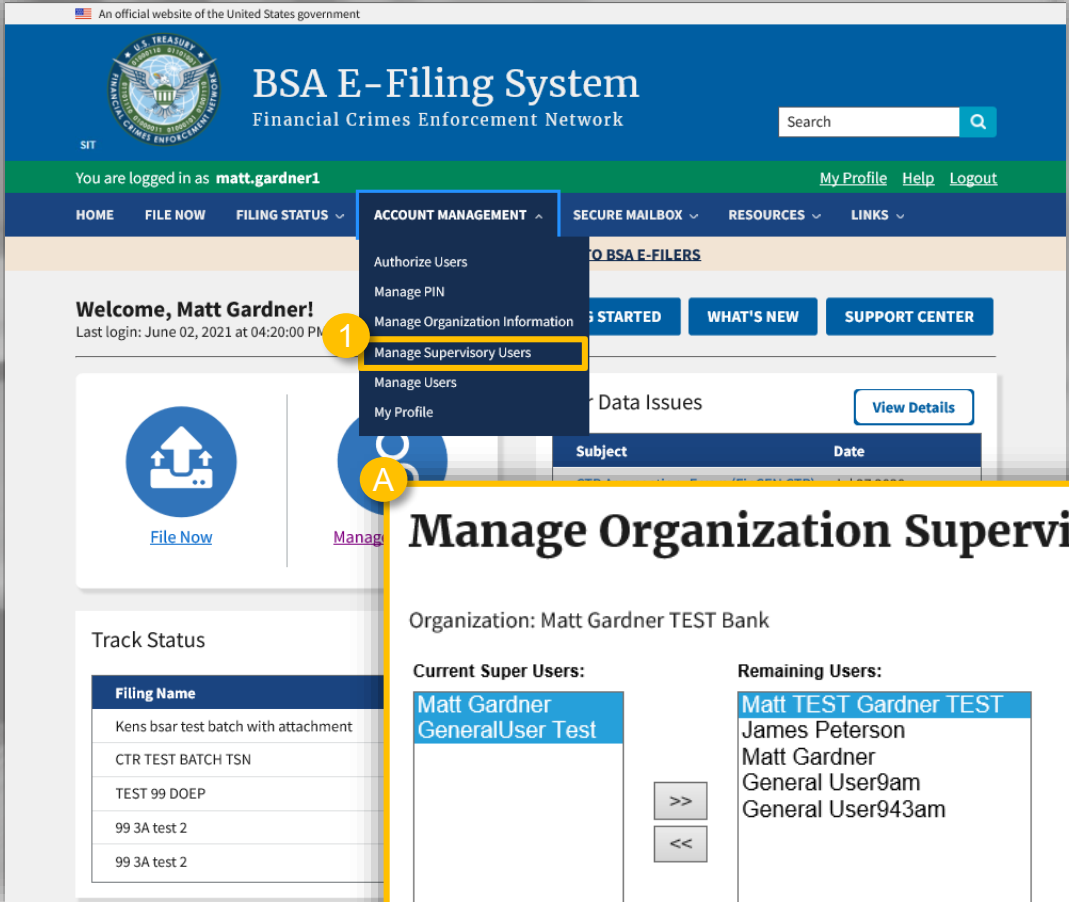 An official website of the United States government
U.S. TREASURY
FINANCIAL CRIMES ENFORCEMENT NETWORK
BSA E-Filing System
Financial Crimes Enforcement Network
Search
SIT
You are logged in as matt.gardner1
My Profile Help Logout
HOME FILE NOW FILING STATUS ACCOUNT MANAGEMENT SECURE MAILBOX RESOURCES LINKS
TO BSA E-FILERS
Authorize Users
Manage PIN
Manage Organization Information
Manage Supervisory Users
Manage Users
My Profile
Welcome, Matt Gardner!
Last login: June 02, 2021 at 04:20:00 PM
1
STARTED
WHAT'S NEW
SUPPORT CENTER
Data Issues
View Details
Subject Date
File Now
Manage
A
Manage Organization Supervi
Organization: Matt Gardner TEST Bank
Current Super Users:
Matt Gardner
GeneralUser Test
>>
<<
Remaining Users:
Matt TEST Gardner TEST
James Peterson
Matt Gardner
General User9am
General User943am
Track Status
Filing Name
Kens bsar test batch with attachment
CTR TEST BATCH TSN
TEST 99 DOEP
99 3A test 2
99 3A test 2